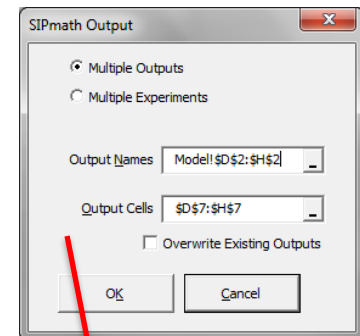 SIPmath Output
Multiple Outputs
Multiple Experiments
Output Names Model!$D$2:$H$2
Output Cells $D$7:$H$7
Overwrite Existing Outputs
OK Cancel